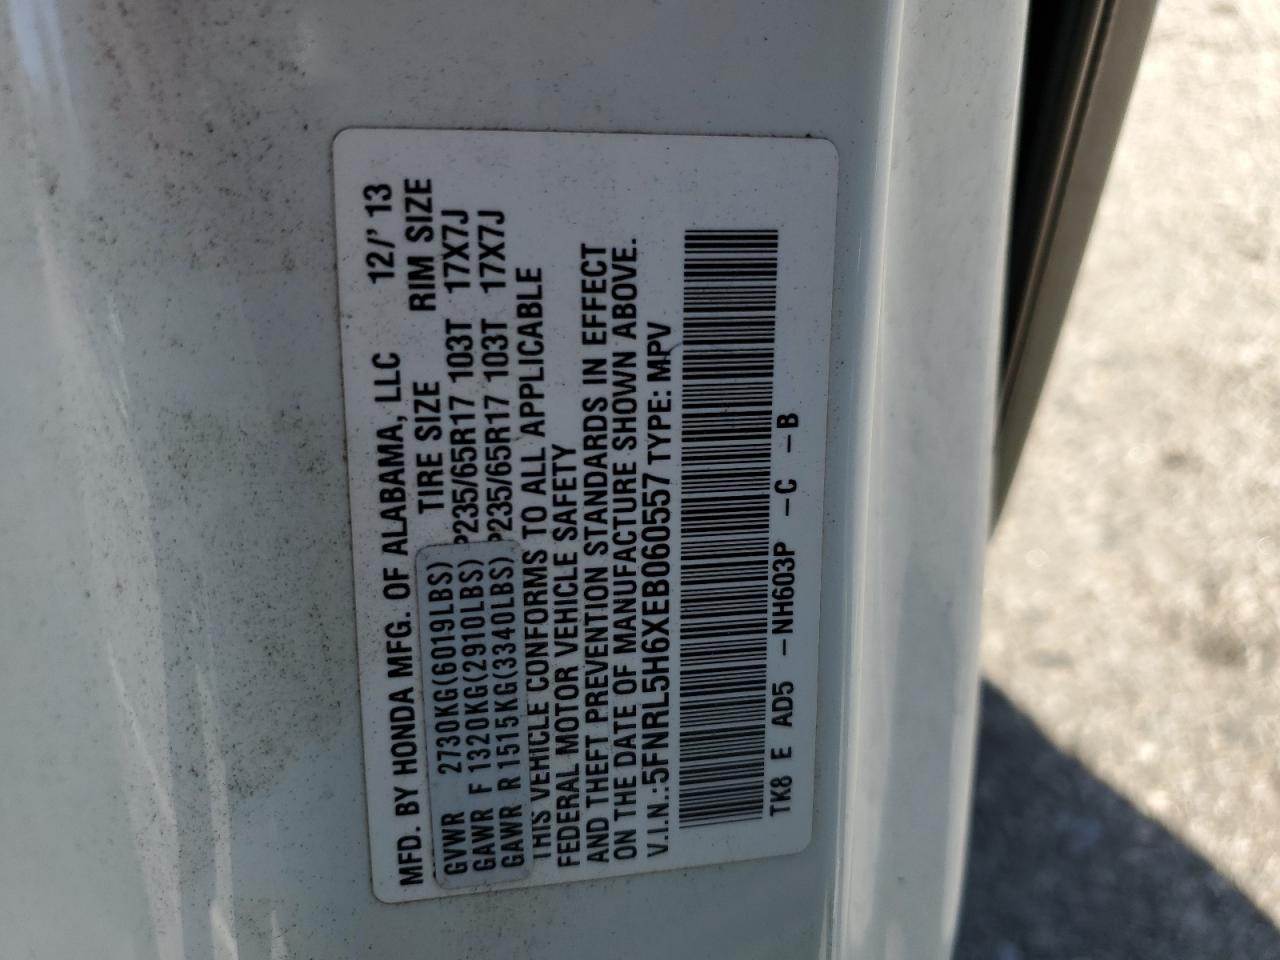 MFD. BY HONDA MFG. OF ALABAMA, LLC 12/' 13
TIRE SIZE RIM SIZE
GVWR 2730KG(6019LBS)
GAWR F 1320KG(2910LBS) P235/65R17 103T 17X7J
GAWR R 1515KG(3340LBS) P235/65R17 103T 17X7J
THIS VEHICLE CONFORMS TO ALL APPLICABLE
FEDERAL MOTOR VEHICLE SAFETY
AND THEFT PREVENTION STANDARDS IN EFFECT
ON THE DATE OF MANUFACTURE SHOWN ABOVE.
V.I.N.:5FNRL5H6XEB060557 TYPE: MPV
TK8 E AD5 -NH603P -C -B